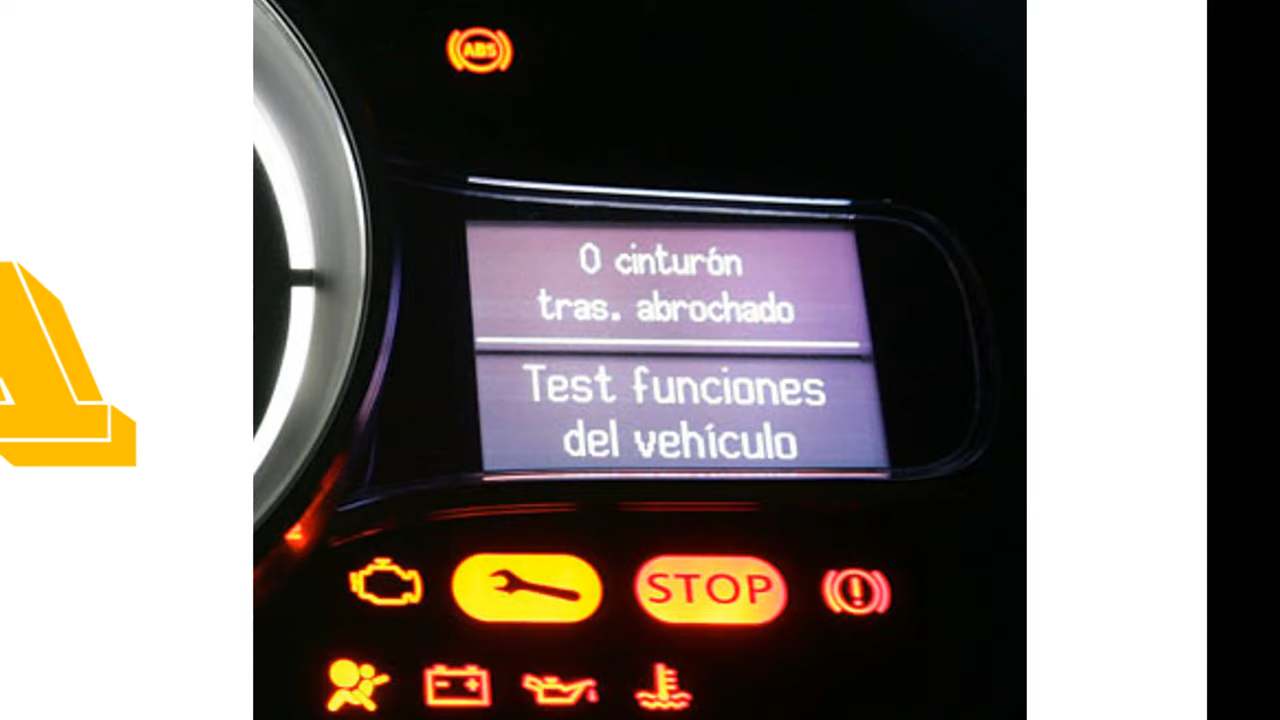 ABS
0 cinturón
tras. abrochado
Test funciones
del vehículo
STOP